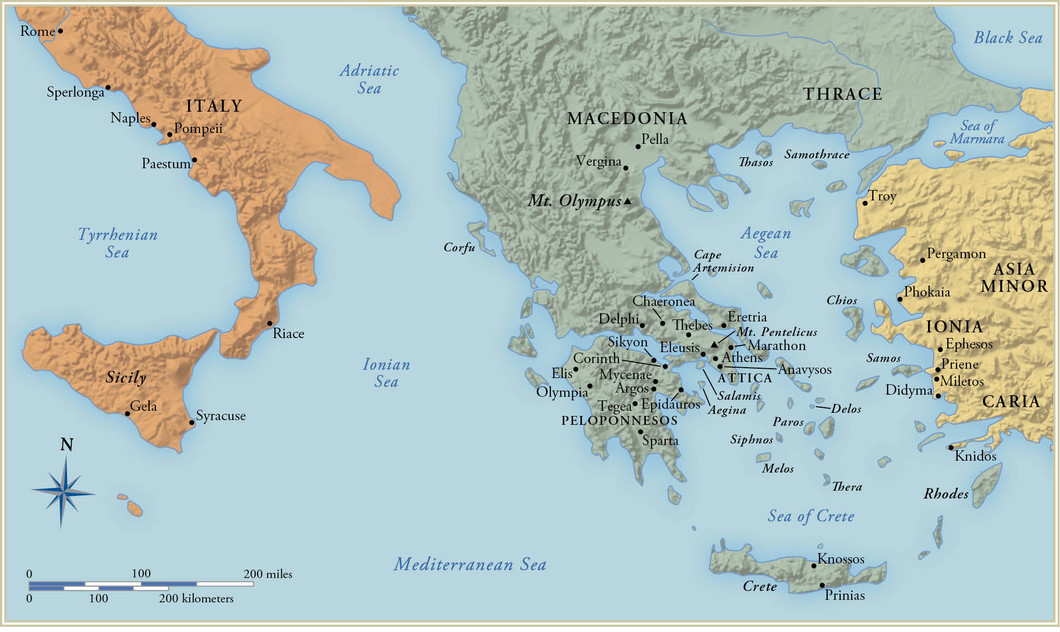 Rome
Sperlonga
ITALY
Naples
Pompeii
Paestum
Adriatic
Sea
Tyrrhenian
Sea
Riace
Sicily
Gela
Syracuse
Ionian
Sea
Corfu
MACEDONIA
Pella
Vergina
Mt. Olympus
THRACE
Black Sea
Sea of
Marmara
Thasos
Samothrace
Troy
Aegean
Sea
Cape
Artemision
Pergamon
ASIA
MINOR
Phokaia
Chios
IONIA
Ephesos
Samos
Priene
Miletos
Didyma
CARIA
Chaeronea
Delphi
Thebes
Eretria
Mt. Pentelicus
Marathon
Sikyon
Eleusis
Athens
Corinth
Anavysos
ATTICA
Elis
Mycenae
Olympia
Argos
Salamis
Tegea
Epidauros
Aegina
Delos
PELOPONNESOS
Paros
Sparta
Siphnos
Melos
Thera
Knidos
Rhodes
Sea of Crete
Mediterranean Sea
Knossos
Crete
Prinias
N
0
100
200 miles
0
100
200 kilometers